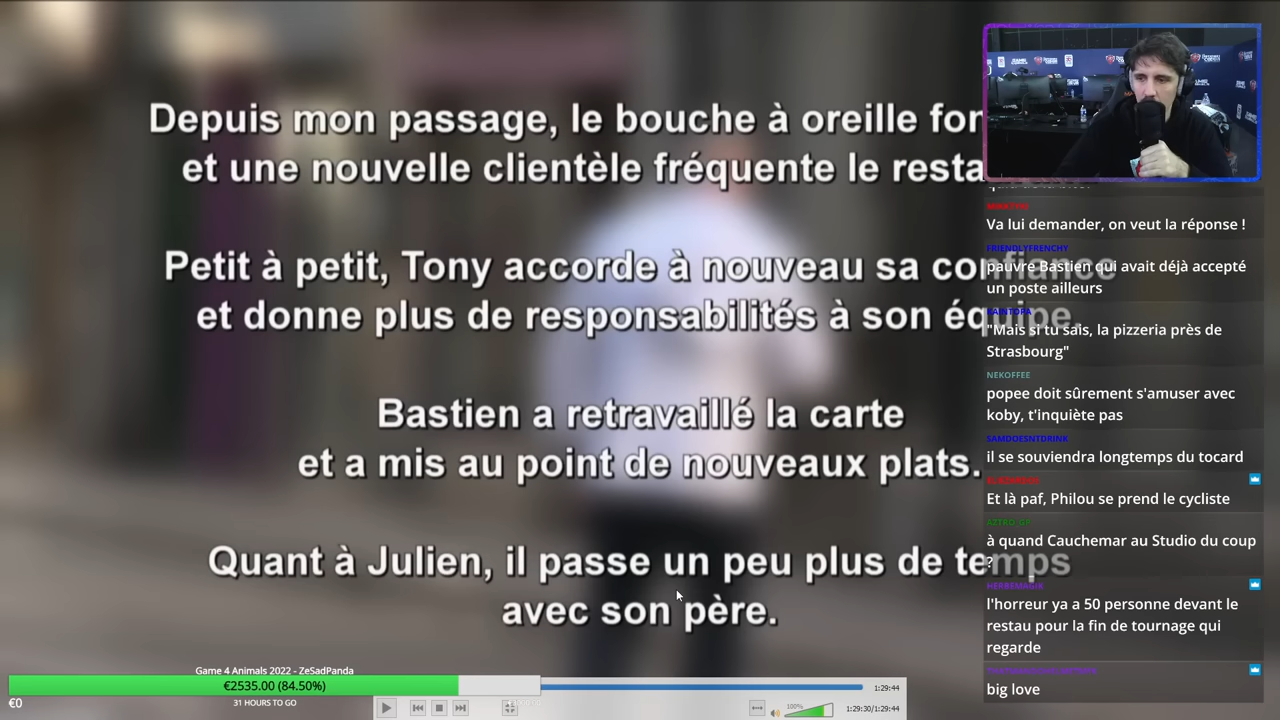 Depuis mon passage, le bouche à oreille
et une nouvelle clientèle fréquente le
Petit à petit, Tony accorde à nouveau sa confiance
et donne plus de responsabilités à son équipe
Bastien a retravaillé la carte
et a mis au point de nouveaux plats.
Quant à Julien, il passe un peu plus de temps
avec son père.
Va lui demander, on veut la réponse !
FRIENDLYFRENCHY
pauvre Bastien qui avait déjà accepté
un poste ailleurs
"Mais si tu sais, la pizzeria près de
Strasbourg"
NEKOFFEE
popee doit sûrement s'amuser avec
koby, t'inquiète pas
SAMDOESNTDRINK
il se souviendra longtemps du tocard
Et là paf, Philou se prend le cycliste
à quand Cauchemar au Studio du coup
?
l'horreur ya a 50 personne devant le
restau pour la fin de tournage qui
regarde
big love
Game 4 Animals 2022 - ZeSadPanda
€2535.00 (84.50%)
€0
31 HOURS TO GO
1:29:44
100%
1:29:30/1:29:44